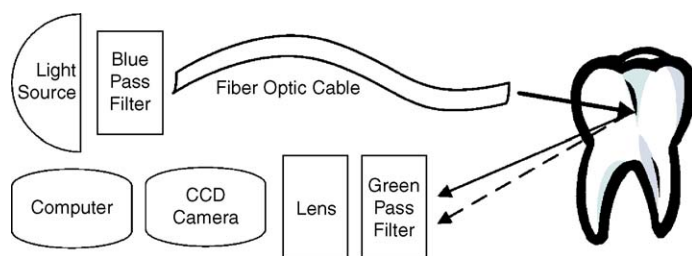 Light
Source
Blue
Pass
Filter
Fiber Optic Cable
Computer
CCD
Camera
Lens
Green
Pass
Filter